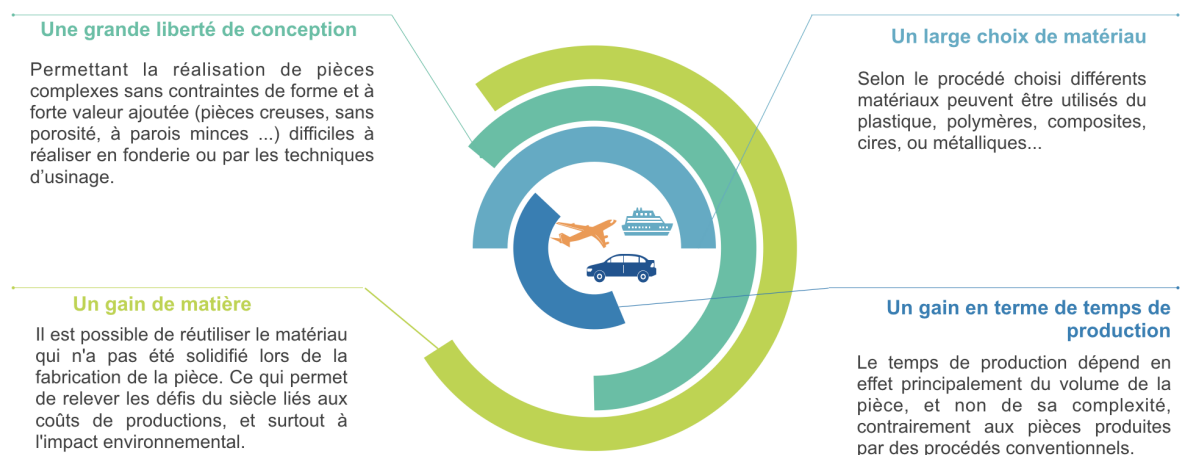 Une grande liberté de conception
Permettant la réalisation de pièces
complexes sans contraintes de forme et à
forte valeur ajoutée (pièces creuses, sans
porosité, à parois minces ...) difficiles à
réaliser en fonderie ou par les techniques
d'usinage.
Un large choix de matériau
Selon le procédé choisi différents
matériaux peuvent être utilisés du
plastique, polymères, composites,
cires, ou métalliques...
Un gain de matière
Il est possible de réutiliser le matériau
qui n'a pas été solidifié lors de la
fabrication de la pièce. Ce qui permet
de relever les défis du siècle liés aux
coûts de productions, et surtout à
l'impact environnemental.
Un gain en terme de temps de
production
Le temps de production dépend en
effet principalement du volume de la
pièce, et non de sa complexité,
contrairement aux pièces produites
par des procédés conventionnels.